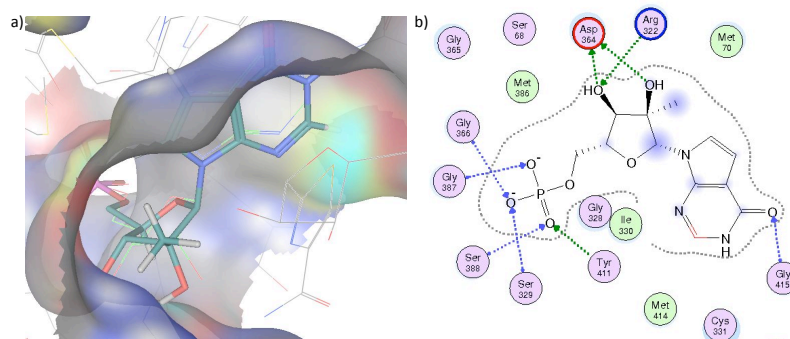 a)
b)
Ser
68
Asp
364
Arg
322
Gly
365
Met
70
Met
386
HO
OH
Gly
366
Gly
387
O-
O
N
P
O-
O
Gly
328
Ile
330
N
O
O
N
H
Ser
388
Ser
329
Tyr
411
Gly
415
Met
414
Cys
331